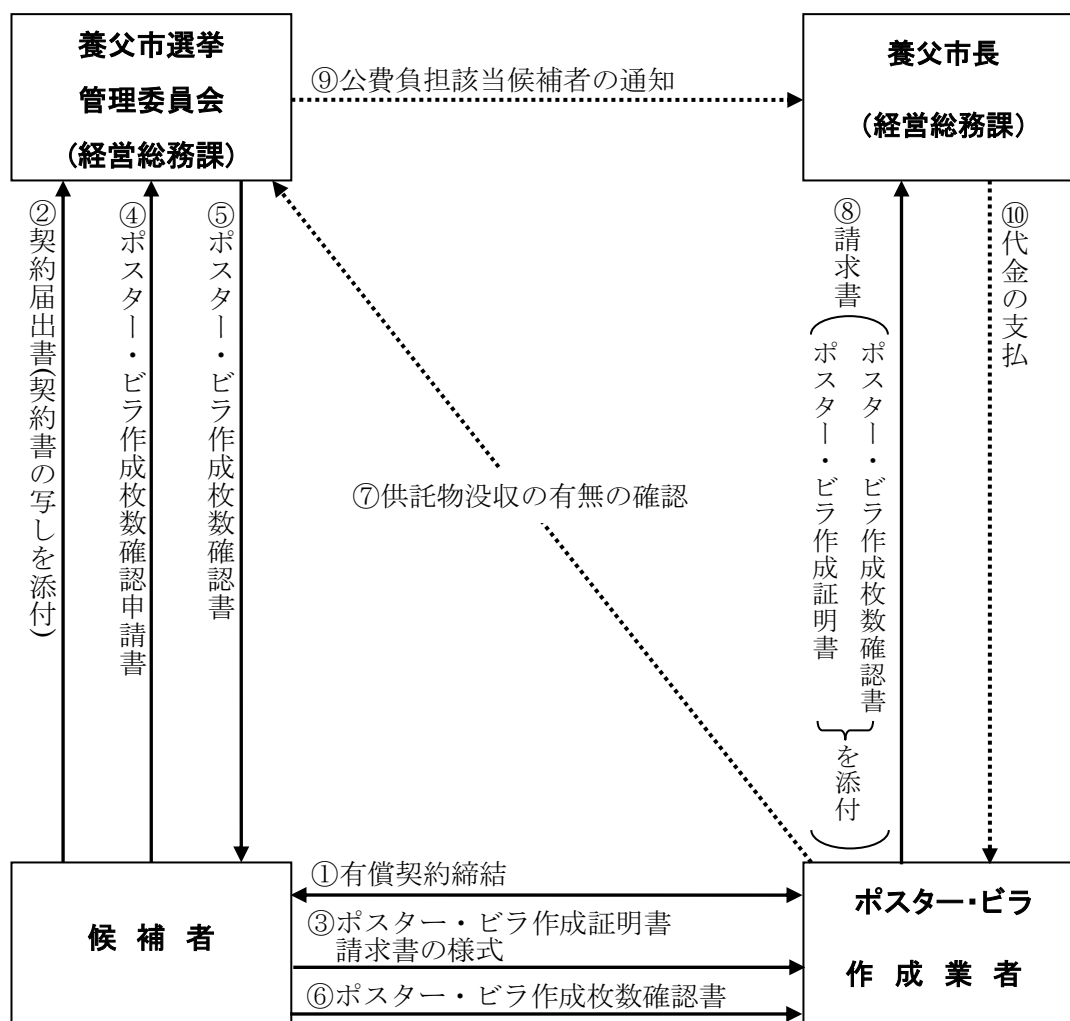 養父市選挙
管理委員会
(経営総務課)
⑨公費負担該当候補者の通知
養父市長
(経営総務課)
②契約届出書(契約書の写しを添付)
④ポスター・ビラ作成枚数確認申請書
⑤ポスター・ビラ作成枚数確認書
⑦供託物没収の有無の確認
⑧請求書
(ポスター・ビラ作成枚数確認書
ポスター・ビラ作成証明書
を添付)
⑩代金の支払
候補者
①有償契約締結
③ポスター・ビラ作成証明書
請求書の様式
⑥ポスター・ビラ作成枚数確認書
ポスター・ビラ
作成業者